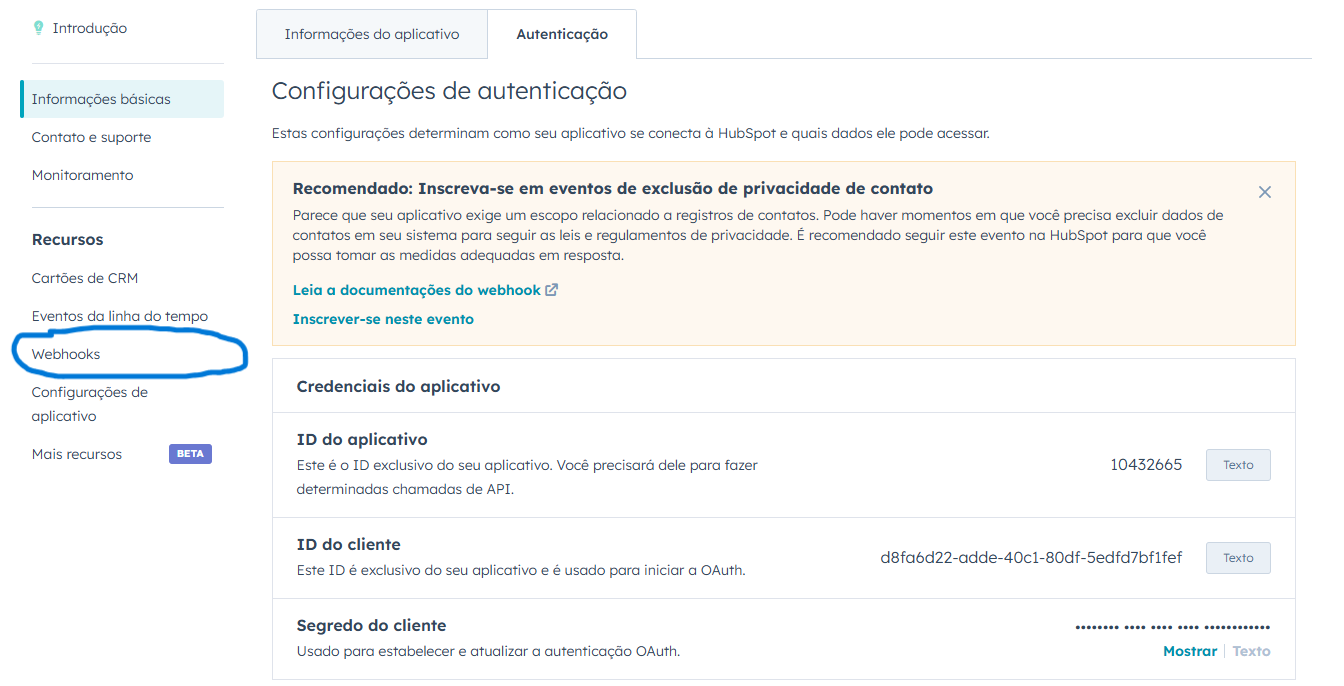 Introdução
Informações básicas
Contato e suporte
Monitoramento
Recursos
Cartões de CRM
Eventos da linha do tempo
Webhooks
Configurações de
aplicativo
Mais recursos BETA
Informações do aplicativo Autenticação
Configurações de autenticação
Estas configurações determinam como seu aplicativo se conecta à HubSpot e quais dados ele pode acessar.
Recomendado: Inscreva-se em eventos de exclusão de privacidade de contato
Parece que seu aplicativo exige um escopo relacionado a registros de contatos. Pode haver momentos em que você precisa excluir dados de
contatos em seu sistema para seguir as leis e regulamentos de privacidade. É recomendado seguir este evento na HubSpot para que você
possa tomar as medidas adequadas em resposta.
Leia a documentações do webhook
Inscrever-se neste evento
Credenciais do aplicativo
ID do aplicativo
Este é o ID exclusivo do seu aplicativo. Você precisará dele para fazer
determinadas chamadas de API.
10432665 Texto
ID do cliente
Este ID é exclusivo do seu aplicativo e é usado para iniciar a OAuth.
d8fa6d22-adde-40c1-80df-5edfd7bf1fef Texto
Segredo do cliente
Usado para estabelecer e atualizar a autenticação OAuth.
•••••••• •••• •••• •••• ••••••••••••
Mostrar Texto